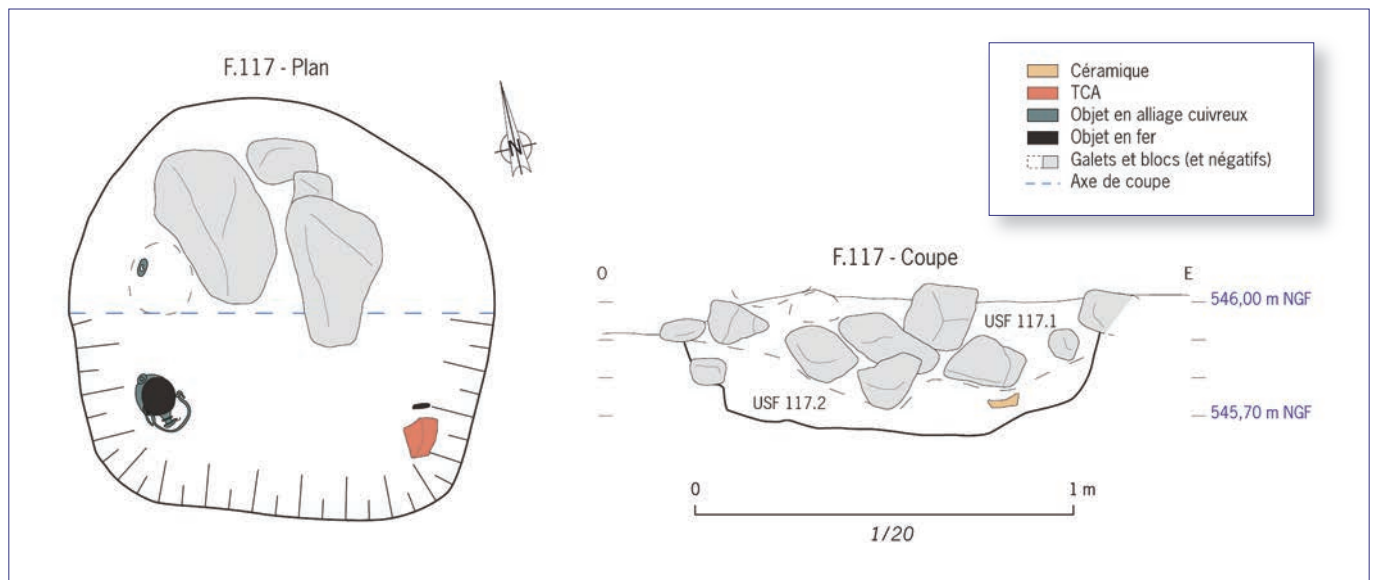 F.117 - Plan
N
Céramique
TCA
Objet en alliage cuivreux
Objet en fer
Galets et blocs (et négatifs)
Axe de coupe
F.117 - Coupe
O
E
546,00 m NGF
USF 117.1
USF 117.2
545,70 m NGF
0
1 m
1/20